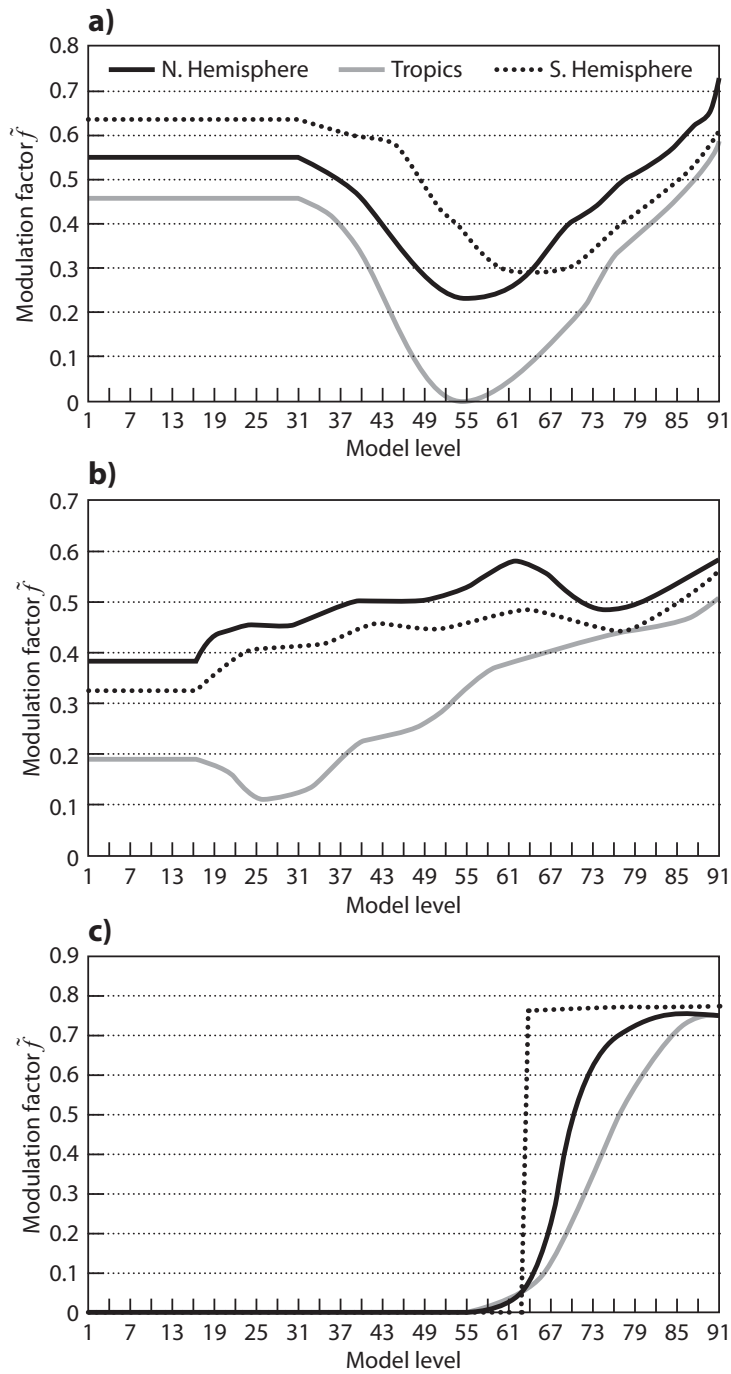 a)
0.8
N. Hemisphere Tropics S. Hemisphere
0.7
0.6
0.5
0.4
0.3
0.2
0.1
0
Modulation factor f̃
1 7 13 19 25 31 37 43 49 55 61 67 73 79 85 91
Model level
b)
0.7
0.6
0.5
0.4
0.3
0.2
0.1
0
Modulation factor f̃
1 7 13 19 25 31 37 43 49 55 61 67 73 79 85 91
Model level
c)
0.9
0.8
0.7
0.6
0.5
0.4
0.3
0.2
0.1
0
Modulation factor f̃
1 7 13 19 25 31 37 43 49 55 61 67 73 79 85 91
Model level